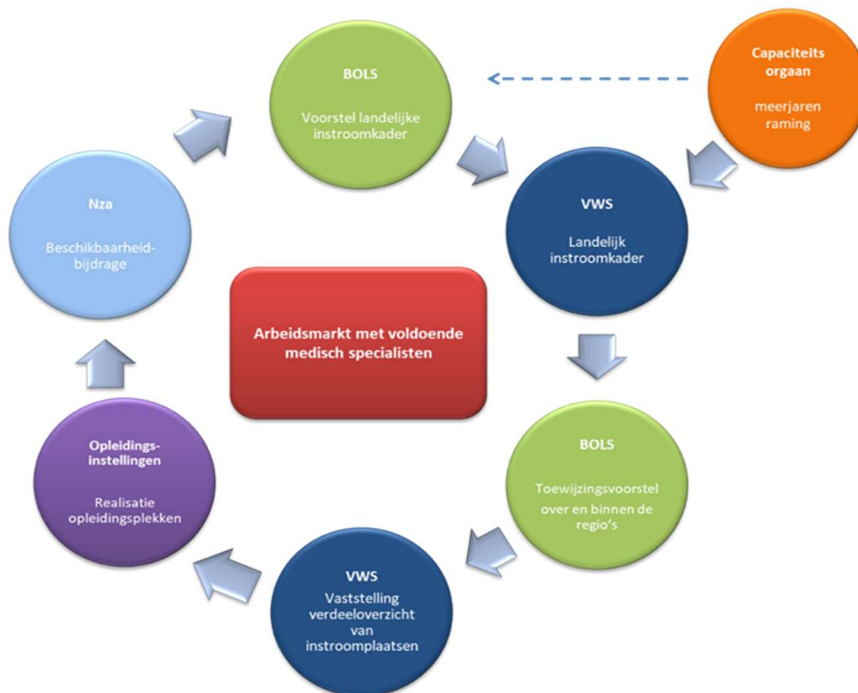 BOLS
Voorstel landelijke
instroomkader
Capaciteits
orgaan
meerjaren
raming
VWS
Landelijk
instroomkader
BOLS
Toewijzingsvoorstel
over en binnen de
regio's
VWS
Vaststelling
verdeeloverzicht
van
instroomplaatsen
Opleidings-
instellingen
Realisatie
opleidingsplekken
Nza
Beschikbaarheid-
bijdrage
Arbeidsmarkt met voldoende
medisch specialisten